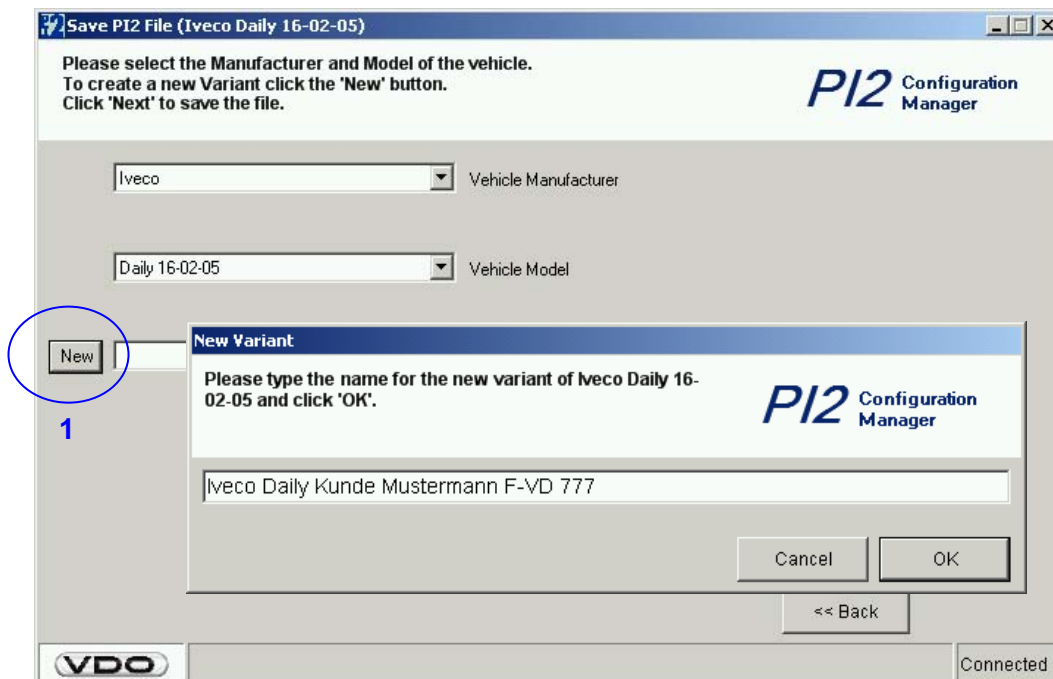 Save PI2 File (Iveco Daily 16-02-05)
Please select the Manufacturer and Model of the vehicle.
To create a new Variant click the 'New' button.
Click 'Next' to save the file.
PI2 Configuration
Manager
Iveco
Vehicle Manufacturer
Daily 16-02-05
Vehicle Model
New
1
New Variant
Please type the name for the new variant of Iveco Daily 16-
02-05 and click 'OK'.
PI2 Configuration
Manager
Iveco Daily Kunde Mustermann F-VD 777
Cancel
OK
<< Back
VDO
Connected